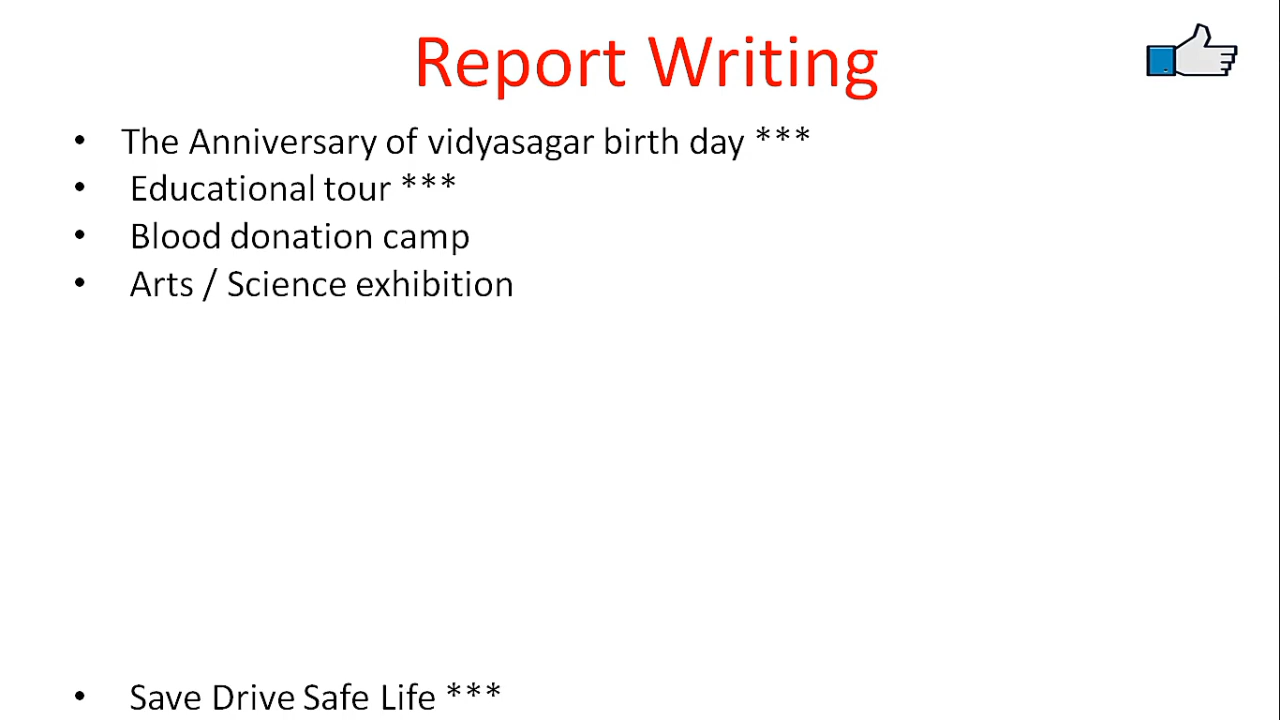 Report Writing
• The Anniversary of vidyasagar birth day ***
• Educational tour ***
• Blood donation camp
• Arts / Science exhibition
• Save Drive Safe Life ***